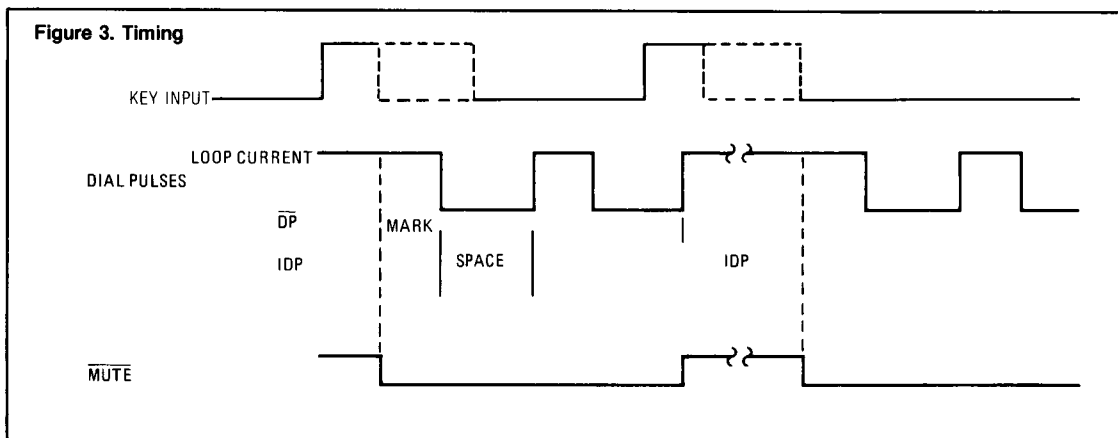 Figure 3. Timing
KEY INPUT
LOOP CURRENT
DIAL PULSES
DP MARK
IDP SPACE IDP
MUTE